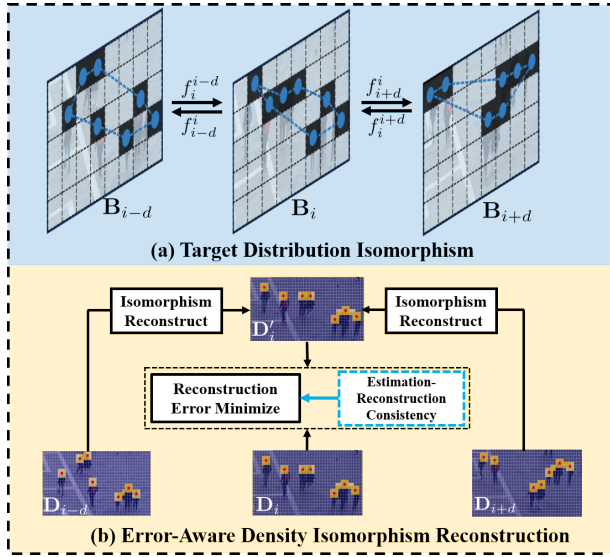 f_i^{i-d}
f_{i-d}^i
f_{i+d}^i
f_i^{i+d}
B_{i-d}
B_i
B_{i+d}
(a) Target Distribution Isomorphism
Isomorphism
Reconstruct
D'_i
Isomorphism
Reconstruct
Reconstruction
Error Minimize
Estimation-
Reconstruction
Consistency
D_{i-d}
D_i
D_{i+d}
(b) Error-Aware Density Isomorphism Reconstruction